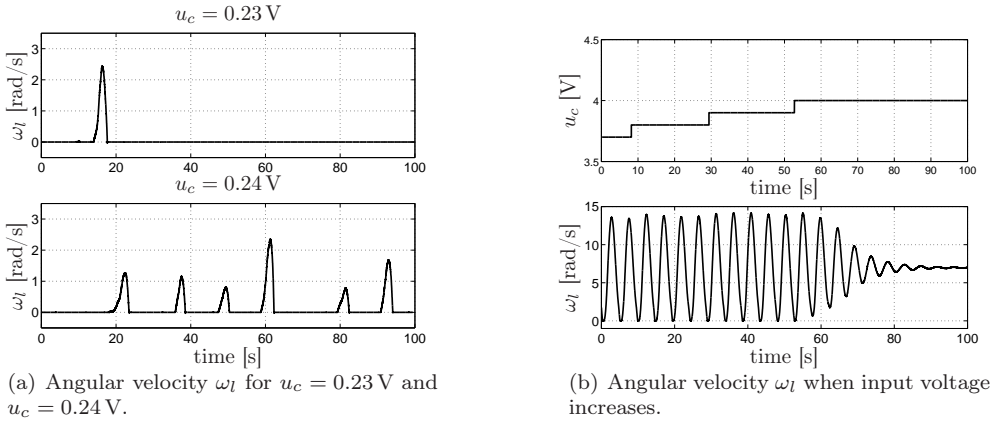 u_c = 0.23 V
3
2
1
0
ω_l [rad/s]
0 20 40 60 80 100
u_c = 0.24 V
3
2
1
0
ω_l [rad/s]
0 20 40 60 80 100
time [s]
(a) Angular velocity ω_l for u_c = 0.23 V and
u_c = 0.24 V.
4.5
4
3.5
u_c [V]
0 10 20 30 40 50 60 70 80 90 100
time [s]
15
10
5
0
ω_l [rad/s]
0 20 40 60 80 100
time [s]
(b) Angular velocity ω_l when input voltage
increases.